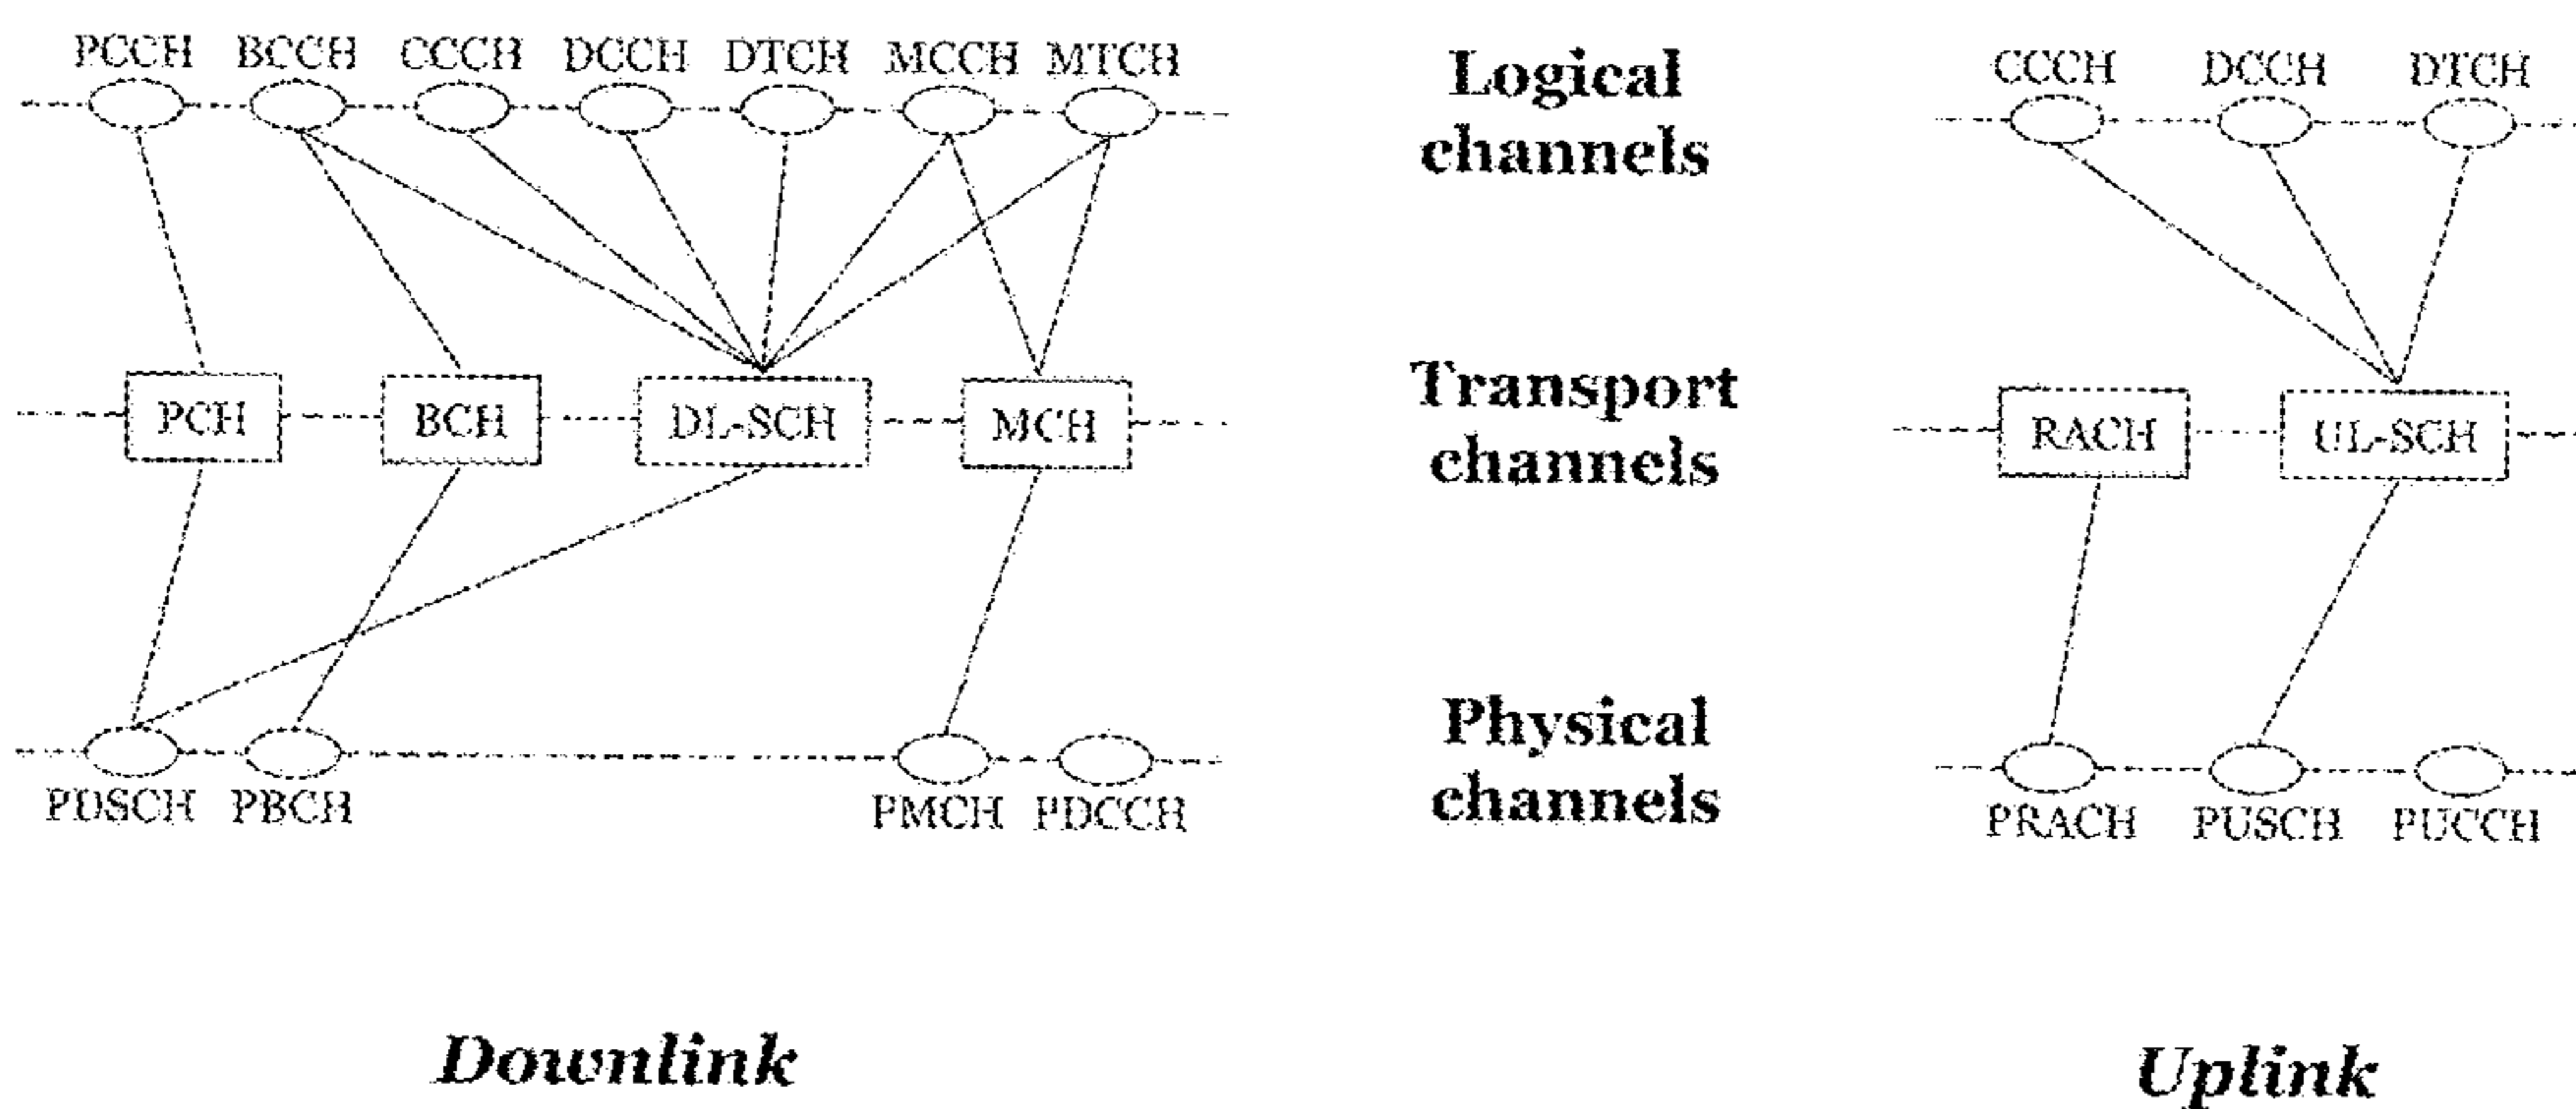 PCCH BCCH CCCH DCCH DTCH MCCH MTCH
Logical
channels
CCCH DCCH DTCH
PCH BCH DL-SCH MCH
Transport
channels
RACH UL-SCH
PDSCH PBCH PMCH PDCCH
Physical
channels
PRACH PUSCH PUCCH
Downlink
Uplink